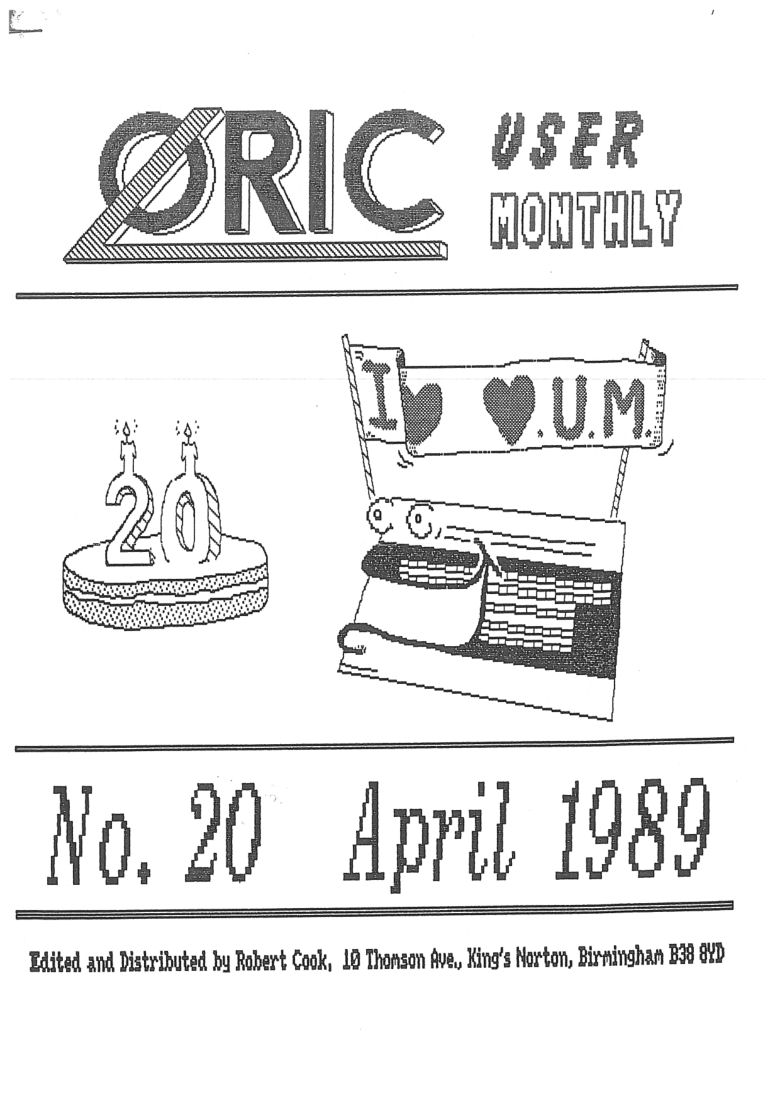 ØRIC USER
MONTHLY
I ♥ ♥.U.M.
20
No. 20 April 1989
Edited and Distributed by Robert Cook, 10 Thomson Ave., King's Norton, Birmingham B38 8YD